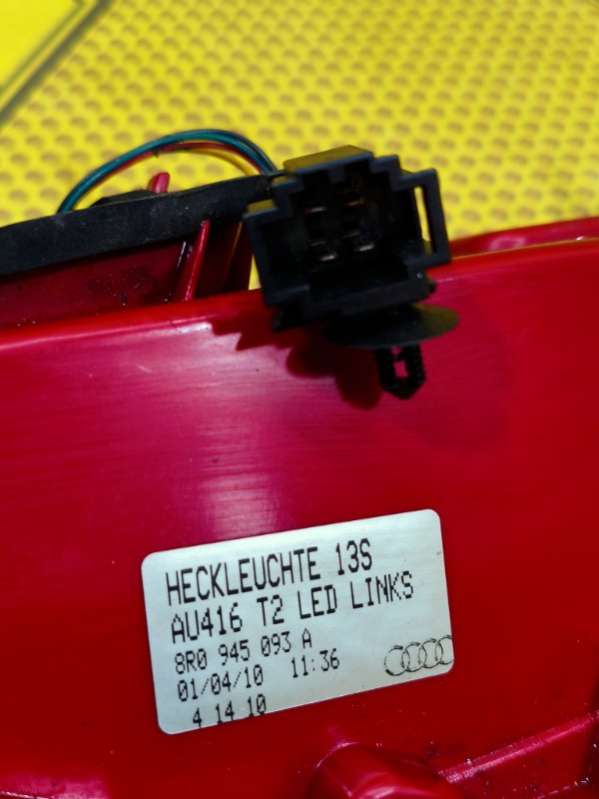 HECKLEUCHTE 13S
AU416 T2 LED LINKS
8R0 945 093 A
01/04/10 11:36
4 14 10